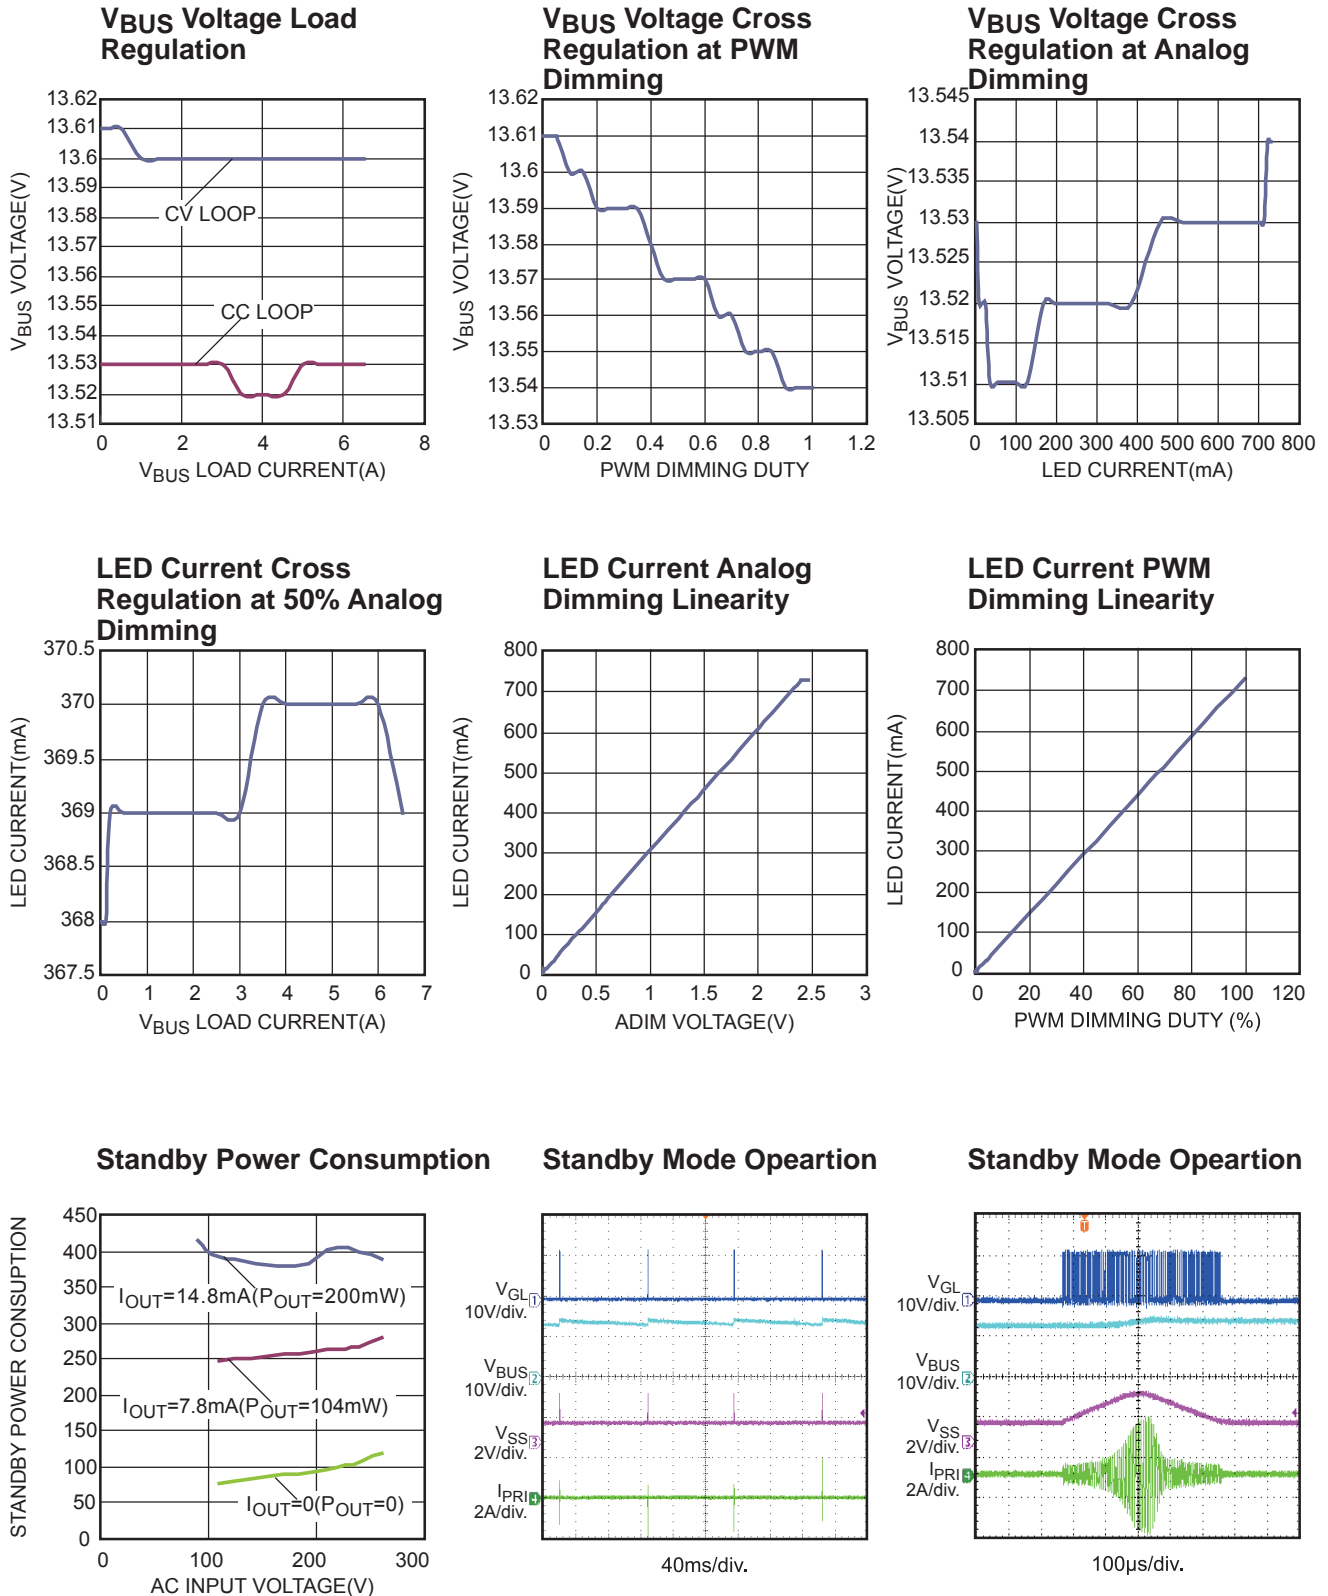 VBUS Voltage Load
Regulation
13.62
13.61
13.6
13.59
13.58
13.57
13.56
13.55
13.54
13.53
13.52
13.51
VBUS VOLTAGE(V)
CV LOOP
CC LOOP
0 2 4 6 8
VBUS LOAD CURRENT(A)
VBUS Voltage Cross
Regulation at PWM
Dimming
13.62
13.61
13.6
13.59
13.58
13.57
13.56
13.55
13.54
13.53
VBUS VOLTAGE(V)
0 0.2 0.4 0.6 0.8 1 1.2
PWM DIMMING DUTY
VBUS Voltage Cross
Regulation at Analog
Dimming
13.545
13.54
13.535
13.53
13.525
13.520
13.515
13.51
13.505
VBUS VOLTAGE(V)
0 100 200 300 400 500 600 700 800
LED CURRENT(mA)
LED Current Cross
Regulation at 50% Analog
Dimming
370.5
370
369.5
369
368.5
368
367.5
LED CURRENT(mA)
0 1 2 3 4 5 6 7
VBUS LOAD CURRENT(A)
LED Current Analog
Dimming Linearity
800
700
600
500
400
300
200
100
0
LED CURRENT(mA)
0 0.5 1 1.5 2 2.5 3
ADIM VOLTAGE(V)
LED Current PWM
Dimming Linearity
800
700
600
500
400
300
200
100
0
LED CURRENT(mA)
0 20 40 60 80 100 120
PWM DIMMING DUTY (%)
Standby Power Consumption
450
400
350
300
250
200
150
100
50
0
STANDBY POWER CONSUPTION
IOUT=14.8mA(POUT=200mW)
IOUT=7.8mA(POUT=104mW)
IOUT=0(POUT=0)
0 100 200 300
AC INPUT VOLTAGE(V)
Standby Mode Opeartion
VGL
10V/div.
1
VBUS
10V/div.
2
VSS
2V/div.
3
IPRI
2A/div.
4
40ms/div.
Standby Mode Opeartion
T
VGL
10V/div.
1
VBUS
10V/div.
2
VSS
2V/div.
3
IPRI
2A/div.
4
100µs/div.